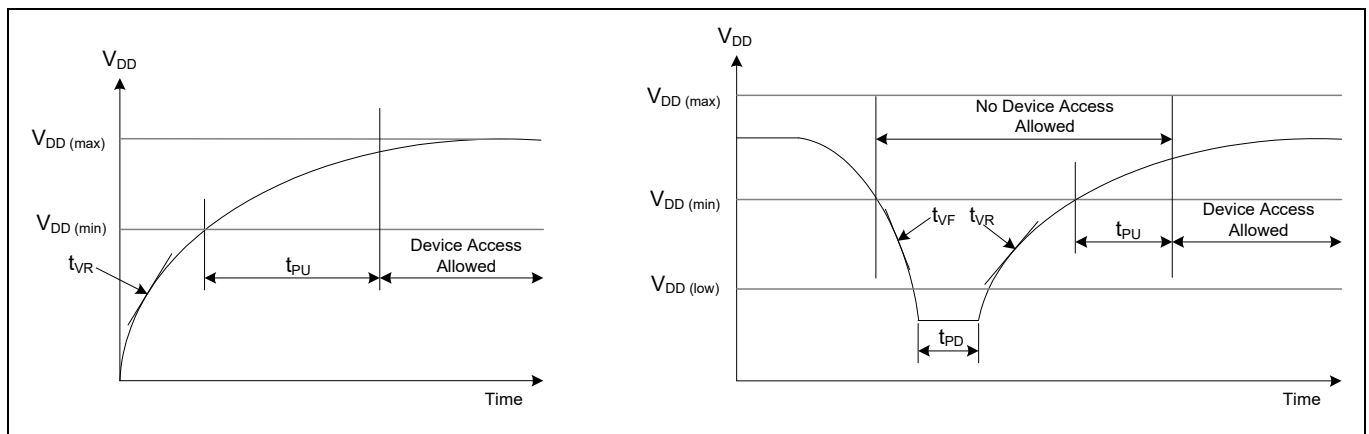 VDD
VDD (max)
VDD (min)
tVR
tPU
Device Access
Allowed
Time
VDD
VDD (max)
No Device Access
Allowed
VDD (min)
tVF
tVR
tPU
Device Access
Allowed
VDD (low)
tPD
Time